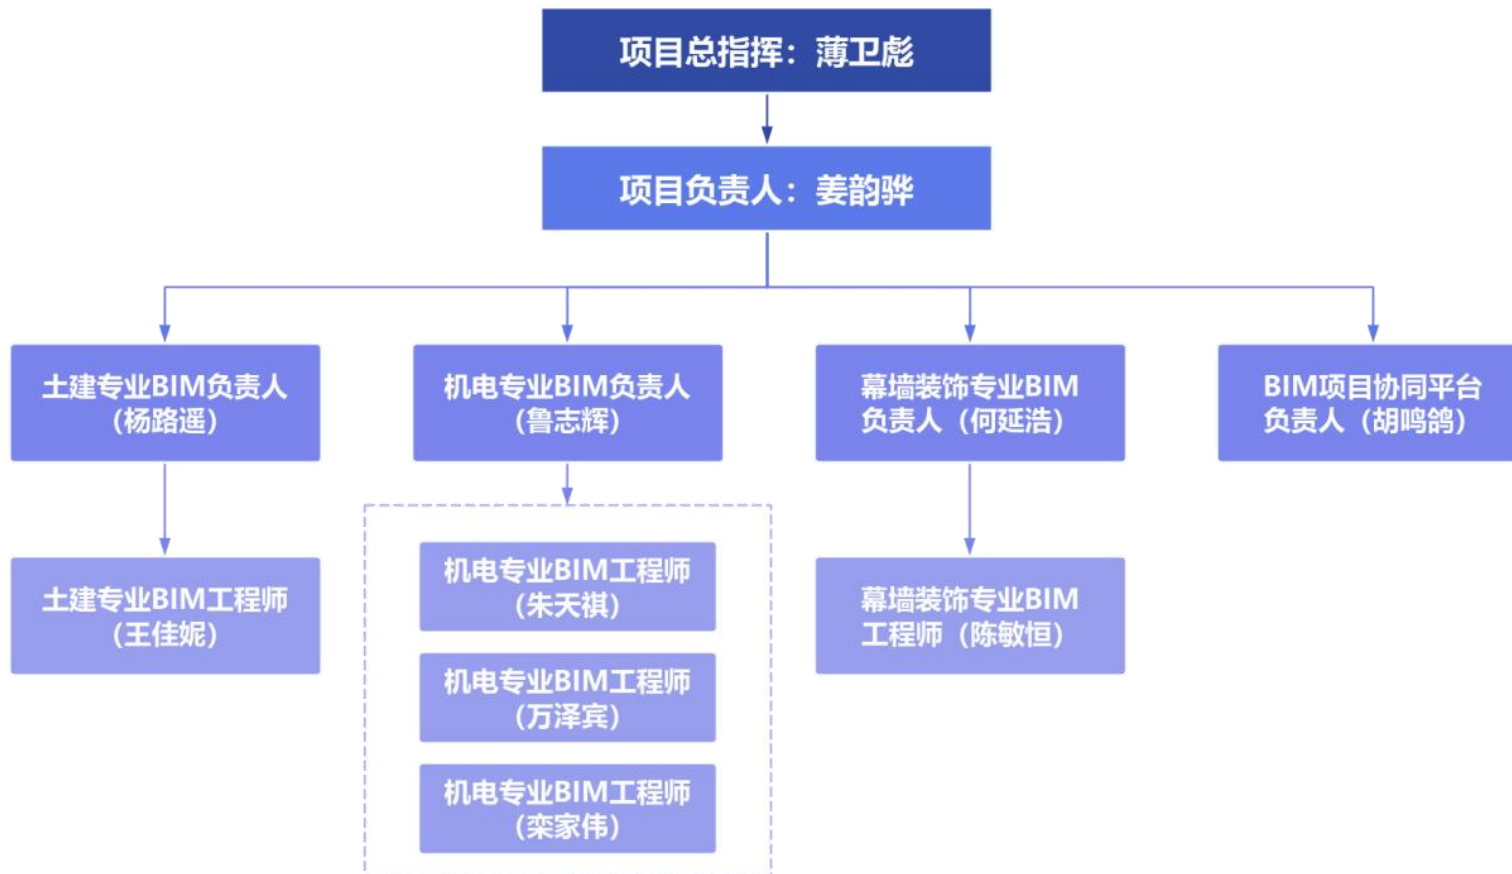 项目总指挥：薄卫彪
项目负责人：姜韵骅
土建专业BIM负责人
（杨路遥）
机电专业BIM负责人
（鲁志辉）
幕墙装饰专业BIM
负责人（何延浩）
BIM项目协同平台
负责人（胡鸣鸽）
土建专业BIM工程师
（王佳妮）
机电专业BIM工程师
（朱天祺）
机电专业BIM工程师
（万泽宾）
机电专业BIM工程师
（栾家伟）
幕墙装饰专业BIM
工程师（陈敏恒）